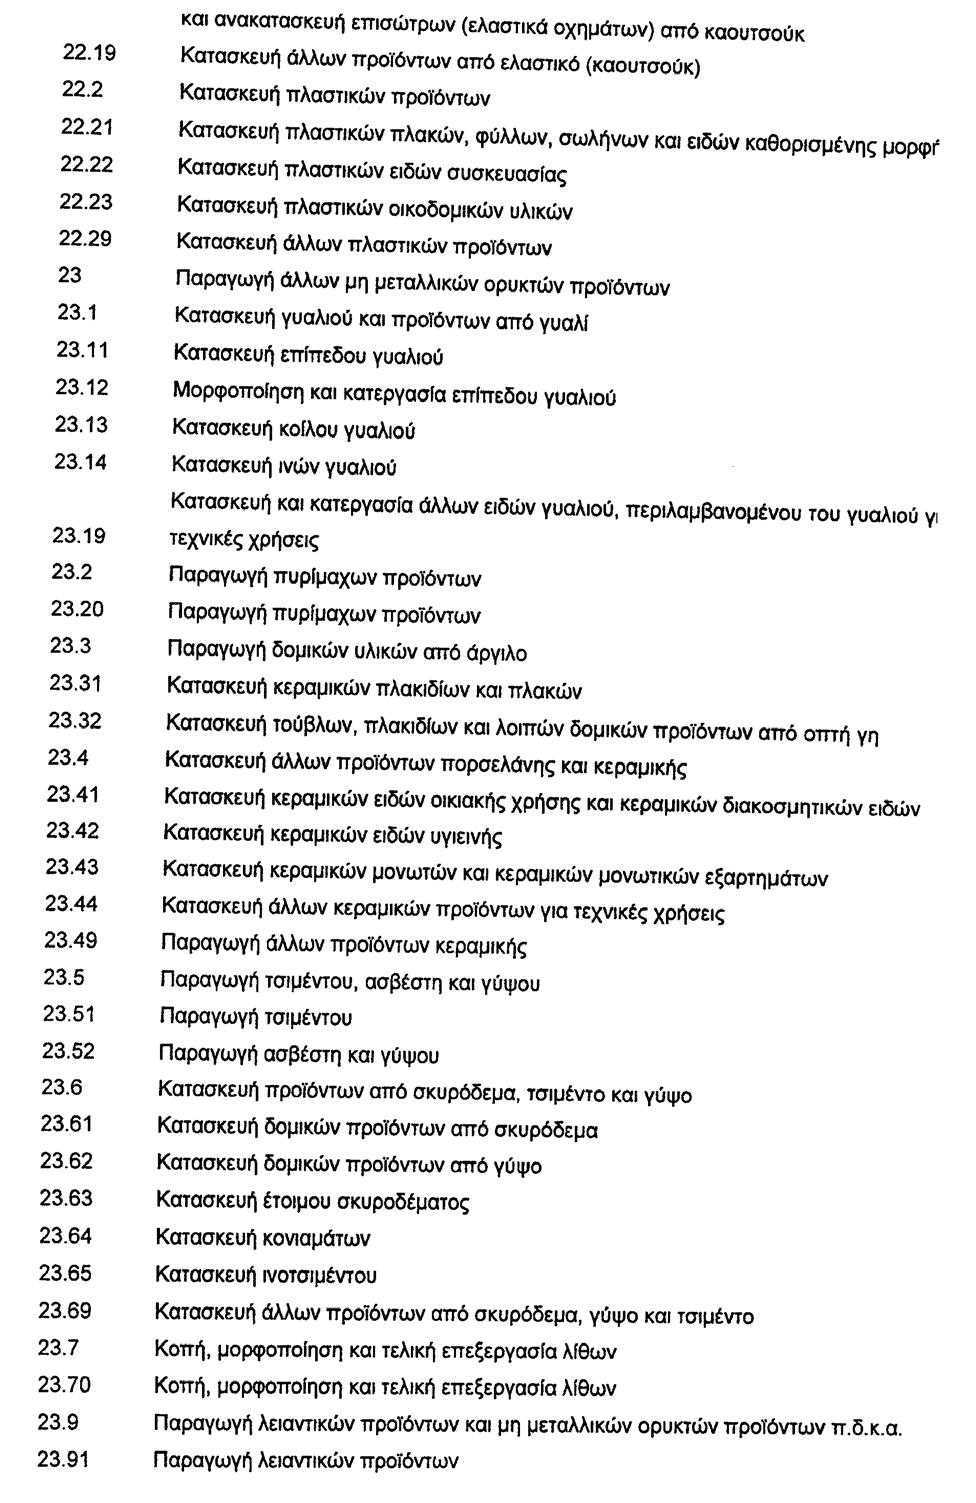 και ανακατασκευή επισώτρων (ελαστικά οχημάτων) από καουτσούκ
22.19 Κατασκευή άλλων προϊόντων από ελαστικό (καουτσούκ)
22.2 Κατασκευή πλαστικών προϊόντων
22.21 Κατασκευή πλαστικών πλακών, φύλλων, σωλήνων και ειδών καθορισμένης
22.22 Κατασκευή πλαστικών ειδών συσκευασίας
22.23 Κατασκευή πλαστικών οικοδομικών υλικών
22.29 Κατασκευή άλλων πλαστικών προϊόντων
23 Παραγωγή άλλων μη μεταλλικών ορυκτών προϊόντων
23.1 Κατασκευή γυαλιού και προϊόντων από γυαλί
23.11 Κατασκευή επίπεδου γυαλιού
23.12 Μορφοποίηση και κατεργασία επίπεδου γυαλιού
23.13 Κατασκευή κοίλου γυαλιού
23.14 Κατασκευή ινών γυαλιού
Κατασκευή και κατεργασία άλλων ειδών γυαλιού, περιλαμβανομένου του γυαλιού
23.19 τεχνικές χρήσεις
23.2 Παραγωγή πυρίμαχων προϊόντων
23.20 Παραγωγή πυρίμαχων προϊόντων
23.3 Παραγωγή δομικών υλικών από άργιλο
23.31 Κατασκευή κεραμικών πλακιδίων και πλακών
23.32 Κατασκευή τούβλων, πλακιδίων και λοιπών δομικών προϊόντων από οπτή γη
23.4 Κατασκευή άλλων προϊόντων πορσελάνης και κεραμικής
23.41 Κατασκευή κεραμικών ειδών οικιακής χρήσης και κεραμικών διακοσμητικών ειδών
23.42 Κατασκευή κεραμικών ειδών υγιεινής
23.43 Κατασκευή κεραμικών μονωτών και κεραμικών μονωτικών εξαρτημάτων
23.44 Κατασκευή άλλων κεραμικών προϊόντων για τεχνικές χρήσεις
23.49 Παραγωγή άλλων προϊόντων κεραμικής
23.5 Παραγωγή τσιμέντου, ασβέστη και γύψου
23.51 Παραγωγή τσιμέντου
23.52 Παραγωγή ασβέστη και γύψου
23.6 Κατασκευή προϊόντων από σκυρόδεμα, τσιμέντο και γύψο
23.61 Κατασκευή δομικών προϊόντων από σκυρόδεμα
23.62 Κατασκευή δομικών προϊόντων από γύψο
23.63 Κατασκευή έτοιμου σκυροδέματος
23.64 Κατασκευή κονιαμάτων
23.65 Κατασκευή ινοτσιμέντου
23.69 Κατασκευή άλλων προϊόντων από σκυρόδεμα, γύψο και τσιμέντο
23.7 Κοπή, μορφοποίηση και τελική επεξεργασία λίθων
23.70 Κοπή, μορφοποίηση και τελική επεξεργασία λίθων
23.9 Παραγωγή λειαντικών προϊόντων και μη μεταλλικών ορυκτών προϊόντων π.δ.κ.α.
23.91 Παραγωγή λειαντικών προϊόντων